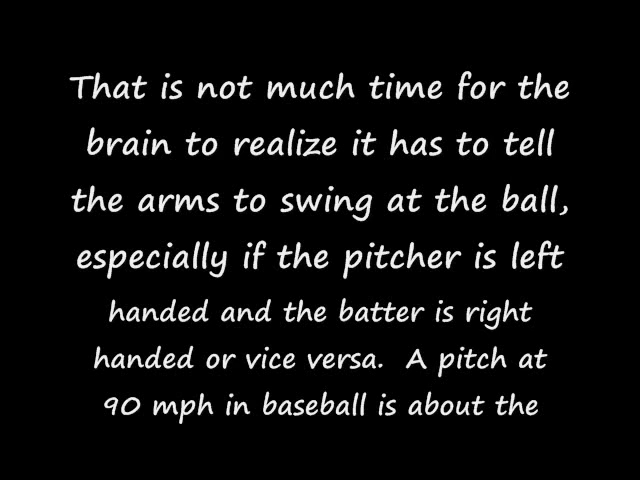 That is not much time for the
brain to realize it has to tell
the arms to swing at the ball,
especially if the pitcher is left
handed and the batter is right
handed or vice versa.  A pitch at
90 mph in baseball is about the